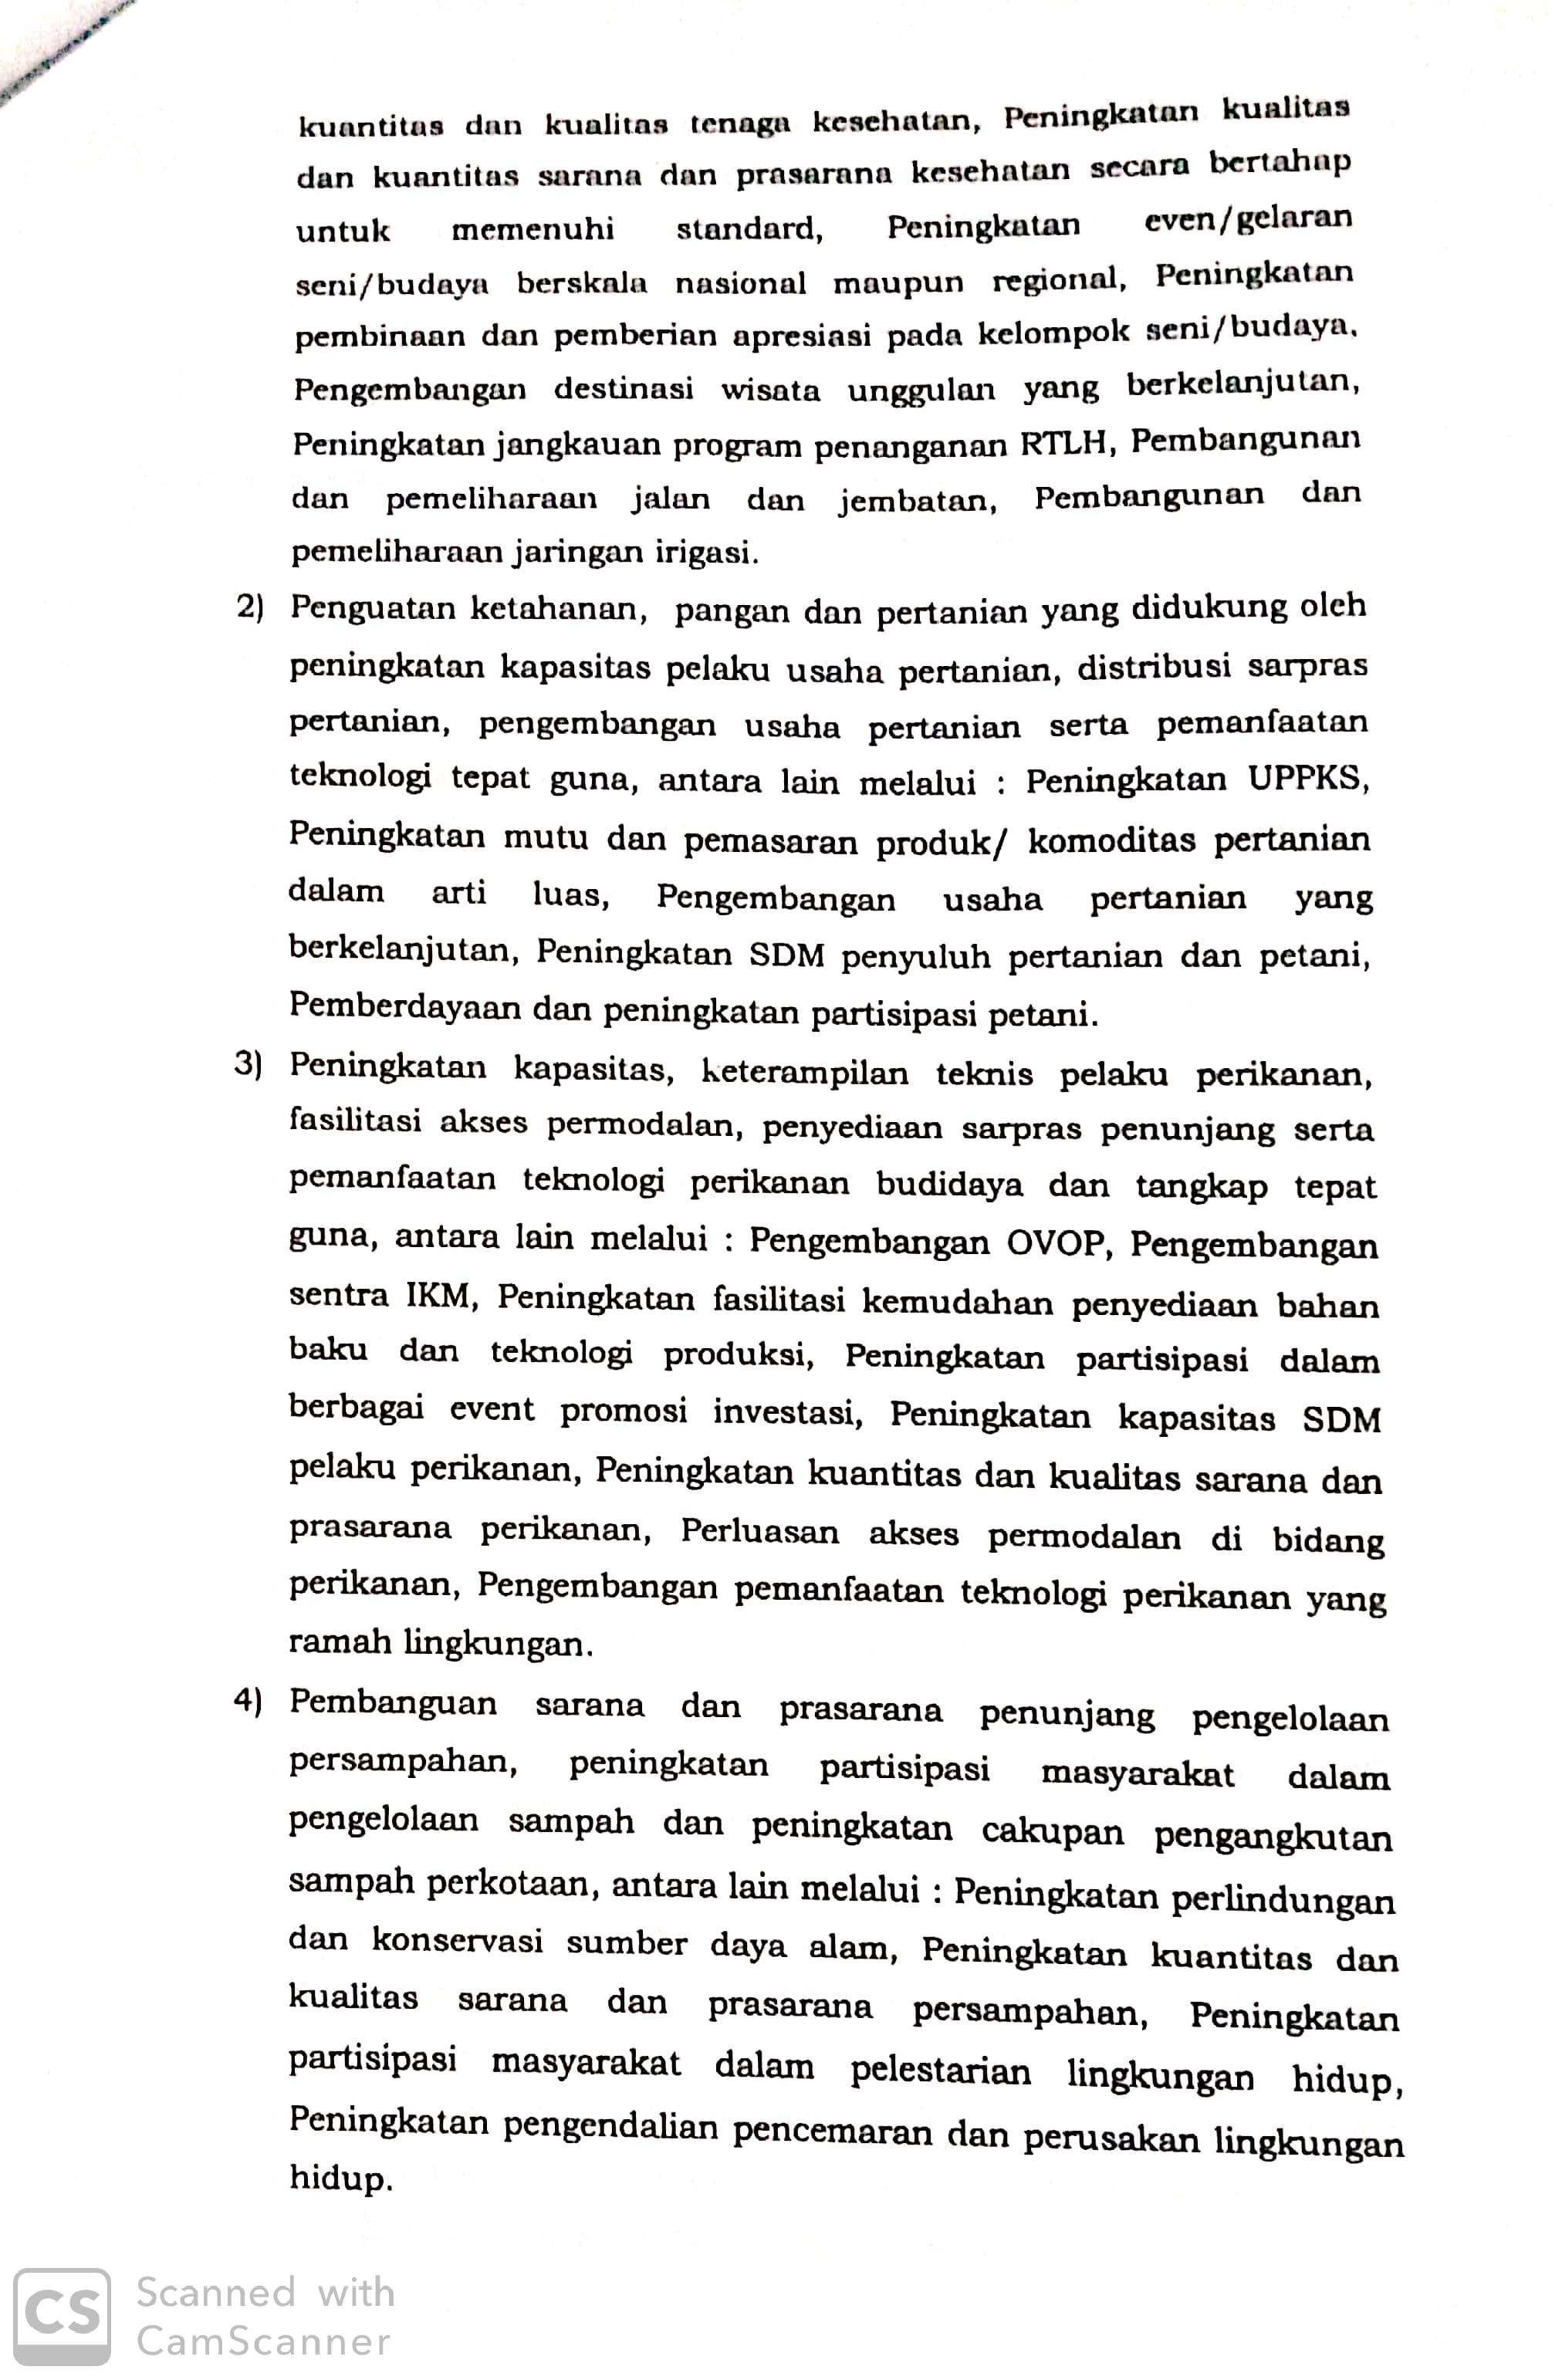 kuantitas dan kualitas tenaga kesehatan, Peningkatan kualitas
dan kuantitas sarana dan prasarana kesehatan secara bertahap
untuk memenuhi standard, Peningkatan even/gelaran
seni/budaya berskala nasional maupun regional, Peningkatan
pembinaan dan pemberian apresiasi pada kelompok seni/budaya,
Pengembangan destinasi wisata unggulan yang berkelanjutan,
Peningkatan jangkauan program penanganan RTLH, Pembangunan
dan pemeliharaan jalan dan jembatan, Pembangunan dan
pemeliharaan jaringan irigasi.
2) Penguatan ketahanan, pangan dan pertanian yang didukung oleh
peningkatan kapasitas pelaku usaha pertanian, distribusi sarpras
pertanian, pengembangan usaha pertanian serta pemanfaatan
teknologi tepat guna, antara lain melalui : Peningkatan UPPKS,
Peningkatan mutu dan pemasaran produk/ komoditas pertanian
dalam arti luas, Pengembangan usaha pertanian yang
berkelanjutan, Peningkatan SDM penyuluh pertanian dan petani,
Pemberdayaan dan peningkatan partisipasi petani.
3) Peningkatan kapasitas, keterampilan teknis pelaku perikanan,
fasilitasi akses permodalan, penyediaan sarpras penunjang serta
pemanfaatan teknologi perikanan budidaya dan tangkap tepat
guna, antara lain melalui : Pengembangan OVOP, Pengembangan
sentra IKM, Peningkatan fasilitasi kemudahan penyediaan bahan
baku dan teknologi produksi, Peningkatan partisipasi dalam
berbagai event promosi investasi, Peningkatan kapasitas SDM
pelaku perikanan, Peningkatan kuantitas dan kualitas sarana dan
prasarana perikanan, Perluasan akses permodalan di bidang
perikanan, Pengembangan pemanfaatan teknologi perikanan yang
ramah lingkungan.
4) Pembanguan sarana dan prasarana penunjang pengelolaan
persampahan, peningkatan partisipasi masyarakat dalam
pengelolaan sampah dan peningkatan cakupan pengangkutan
sampah perkotaan, antara lain melalui : Peningkatan perlindungan
dan konservasi sumber daya alam, Peningkatan kuantitas dan
kualitas sarana dan prasarana persampahan, Peningkatan
partisipasi masyarakat dalam pelestarian lingkungan hidup,
Peningkatan pengendalian pencemaran dan perusakan lingkungan
hidup.
CS Scanned with
CamScanner